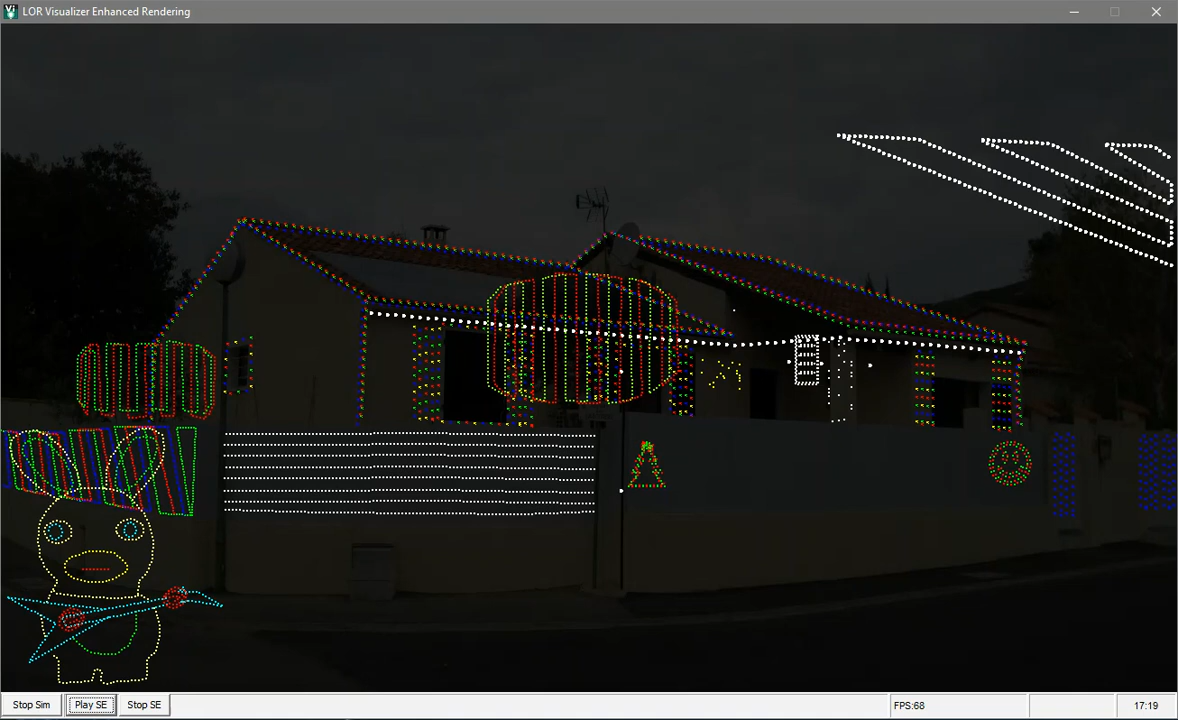 LOR Visualizer Enhanced Rendering
Stop Sim
Play SE
Stop SE
FPS:68
17:19